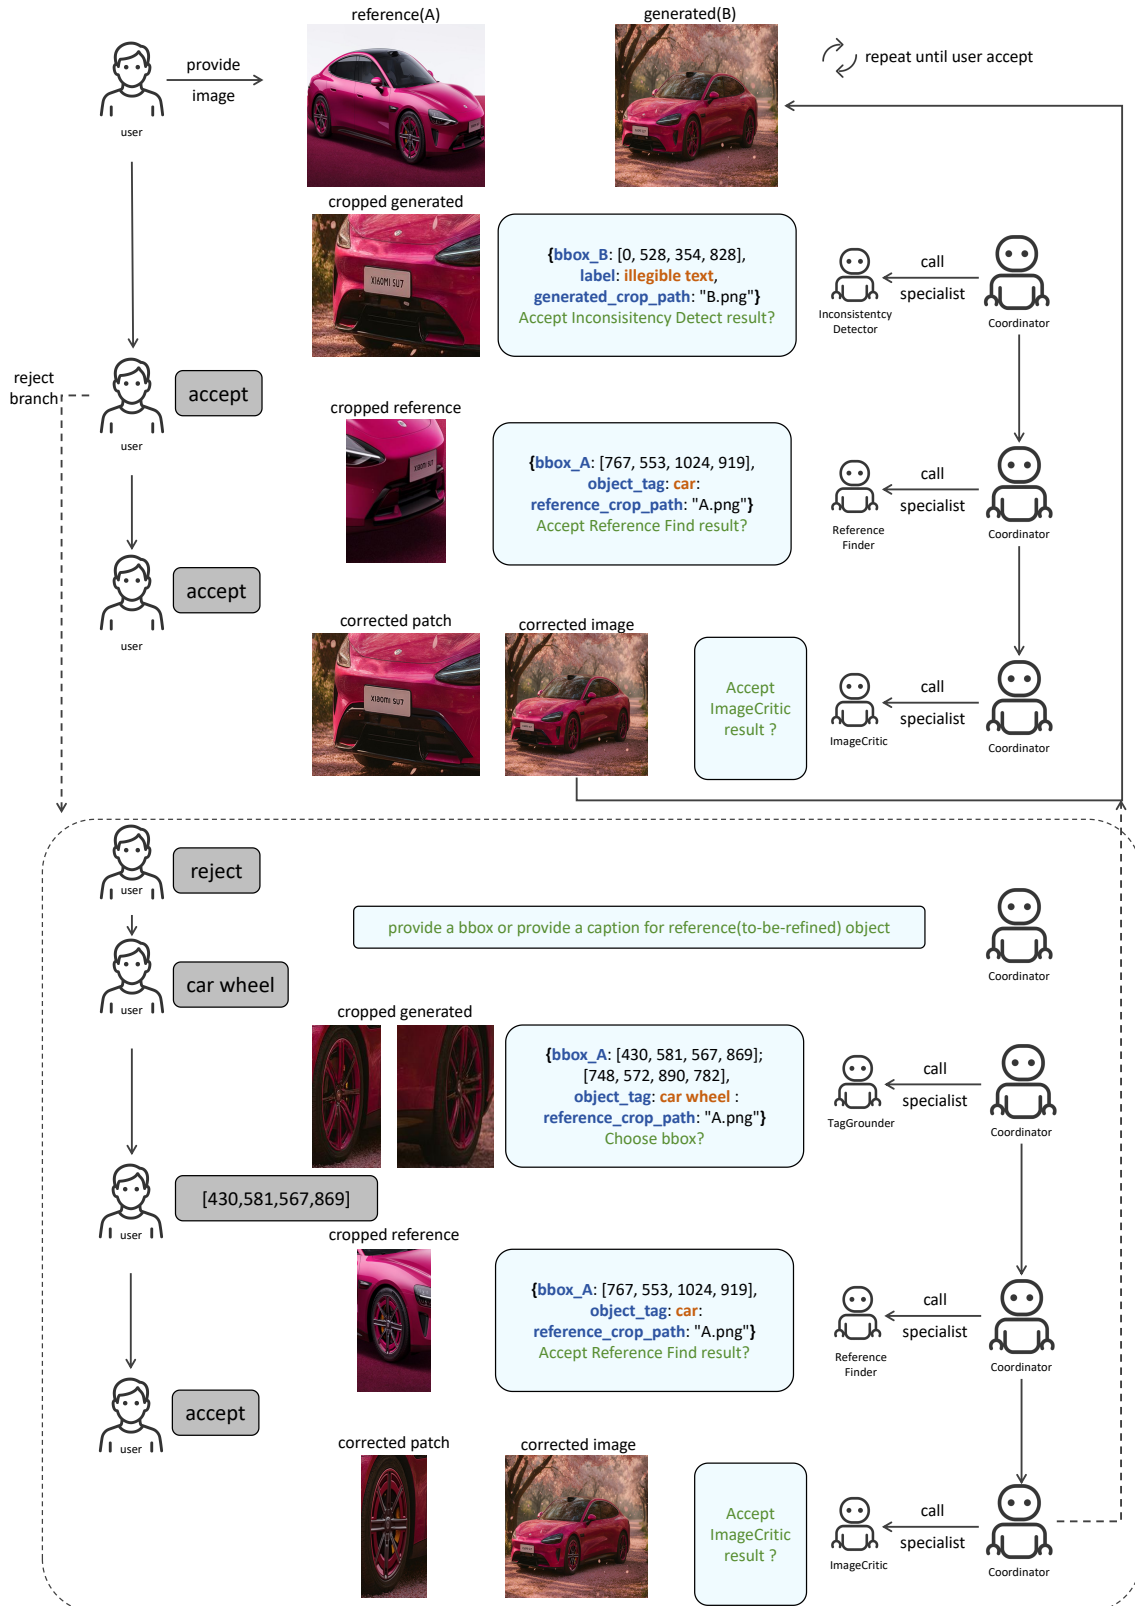 reference(A)
generated(B)
provide
image
user
repeat until user accept
cropped generated
XIAOMI SU7
{bbox_B: [0, 528, 354, 828],
label: illegible text,
generated_crop_path: "B.png"}
Accept Inconsisitency Detect result?
call
specialist
Inconsistentcy
Detector
Coordinator
reject
branch
accept
user
cropped reference
xiaomi SU7
{bbox_A: [767, 553, 1024, 919],
object_tag: car:
reference_crop_path: "A.png"}
Accept Reference Find result?
call
specialist
Reference
Finder
Coordinator
accept
user
corrected patch
xiaomi SU7
corrected image
Accept
ImageCritic
result ?
call
specialist
ImageCritic
Coordinator
reject
user
provide a bbox or provide a caption for reference(to-be-refined) object
Coordinator
car wheel
user
cropped generated
{bbox_A: [430, 581, 567, 869];
[748, 572, 890, 782],
object_tag: car wheel :
reference_crop_path: "A.png"}
Choose bbox?
call
specialist
TagGrounder
Coordinator
[430,581,567,869]
user
cropped reference
{bbox_A: [767, 553, 1024, 919],
object_tag: car:
reference_crop_path: "A.png"}
Accept Reference Find result?
call
specialist
Reference
Finder
Coordinator
accept
user
corrected patch
corrected image
Accept
ImageCritic
result ?
call
specialist
ImageCritic
Coordinator